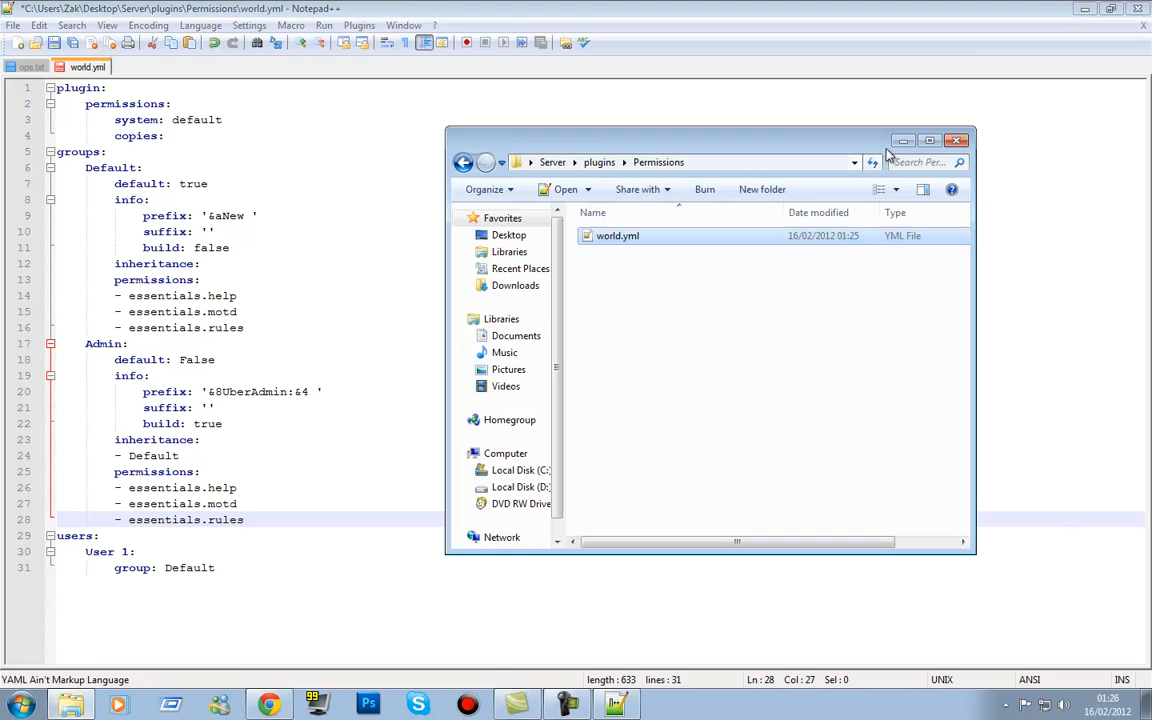 *C:\Users\Zak\Desktop\Server\plugins\Permissions\world.yml - Notepad++
File Edit Search View Encoding Language Settings Macro Run Plugins Window ?
X
ops.txt world.yml
1 plugin:
2 permissions:
3 system: default
4 copies:
5 groups:
6 Default:
7 default: true
8 info:
9 prefix: '&aNew '
10 suffix: ''
11 build: false
12 inheritance:
13 permissions:
14 - essentials.help
15 - essentials.motd
16 - essentials.rules
17 Admin:
18 default: False
19 info:
20 prefix: '&8UberAdmin:&4 '
21 suffix: ''
22 build: true
23 inheritance:
24 - Default
25 permissions:
26 - essentials.help
27 - essentials.motd
28 - essentials.rules
29 users:
30 User 1:
31 group: Default
Server plugins Permissions
Search Per...
Organize Open Share with Burn New folder
Name Date modified Type
world.yml 16/02/2012 01:25 YML File
Favorites
Desktop
Libraries
Recent Places
Downloads
Libraries
Documents
Music
Pictures
Videos
Homegroup
Computer
Local Disk (C:)
Local Disk (D:
DVD RW Drive
Network
YAML Ain't Markup Language length : 633 lines : 31 Ln : 28 Col : 27 Sel : 0 UNIX ANSI INS
99
01:26
16/02/2012